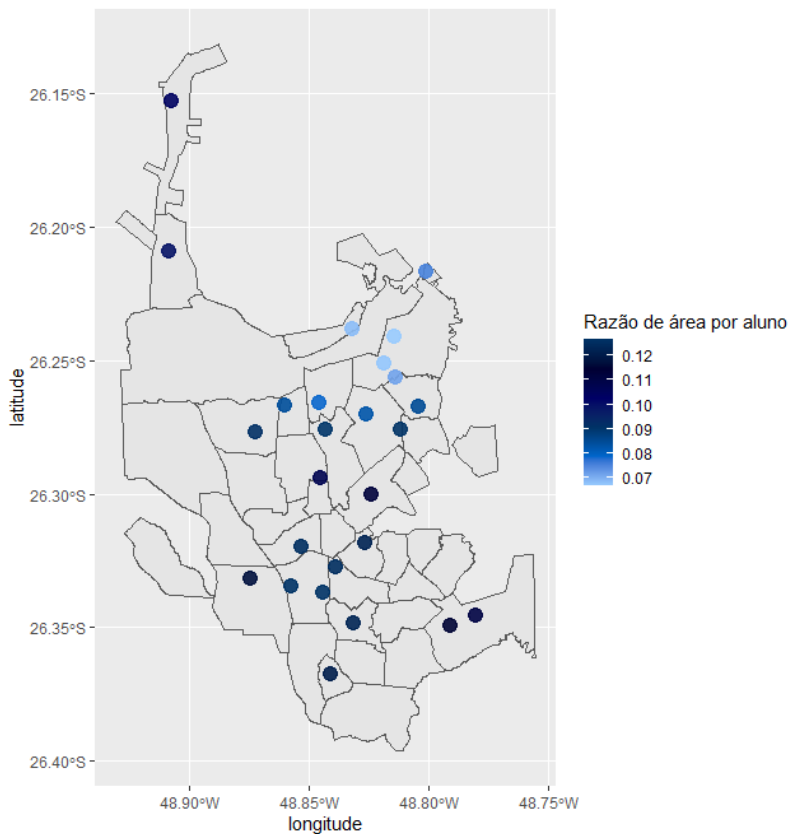 26.15°S
26.20°S
26.25°S
26.30°S
26.35°S
26.40°S
latitude
48.90°W
48.85°W
48.80°W
48.75°W
longitude
Razão de área por aluno
0.12
0.11
0.10
0.09
0.08
0.07